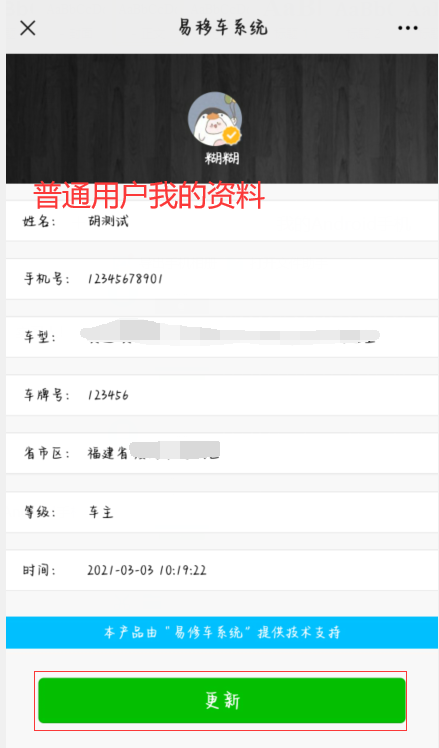 易移车系统
糊糊
普通用户我的资料
姓名: 胡测试
手机号: 12345678901
车型:
车牌号: 123456
省市区: 福建省
等级: 车主
时间: 2021-03-03 10:19:22
本产品由"易修车系统"提供技术支持
更新